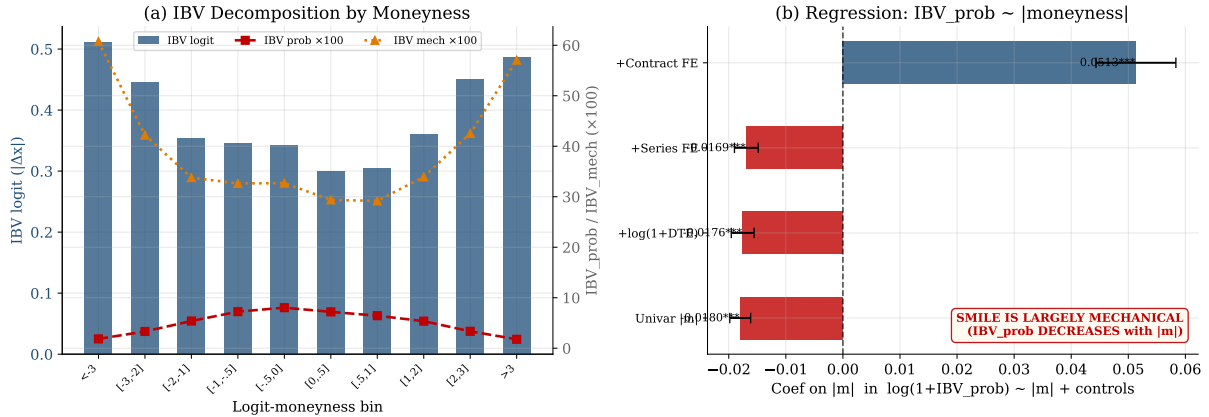 (a) IBV Decomposition by Moneyness
IBV logit
IBV prob ×100
IBV mech ×100
IBV logit (|Δx|)
0.5
0.4
0.3
0.2
0.1
0.0
60
50
40
30
20
10
0
IBV_prob / IBV_mech (×100)
<-3
[-3,-2]
[-2,-1]
[-1,-.5]
[-.5,0]
[0,.5]
[.5,1]
[1,2]
[2,3]
>3
Logit-moneyness bin
(b) Regression: IBV_prob ~ |moneyness|
+Contract FE
0.0513***
+Series FE
-0.0169***
+log(1+DTE)
-0.0176***
Univar |m|
-0.0180***
SMILE IS LARGELY MECHANICAL
(IBV_prob DECREASES with |m|)
−0.02
−0.01
0.00
0.01
0.02
0.03
0.04
0.05
0.06
Coef on |m| in log(1+IBV_prob) ~ |m| + controls